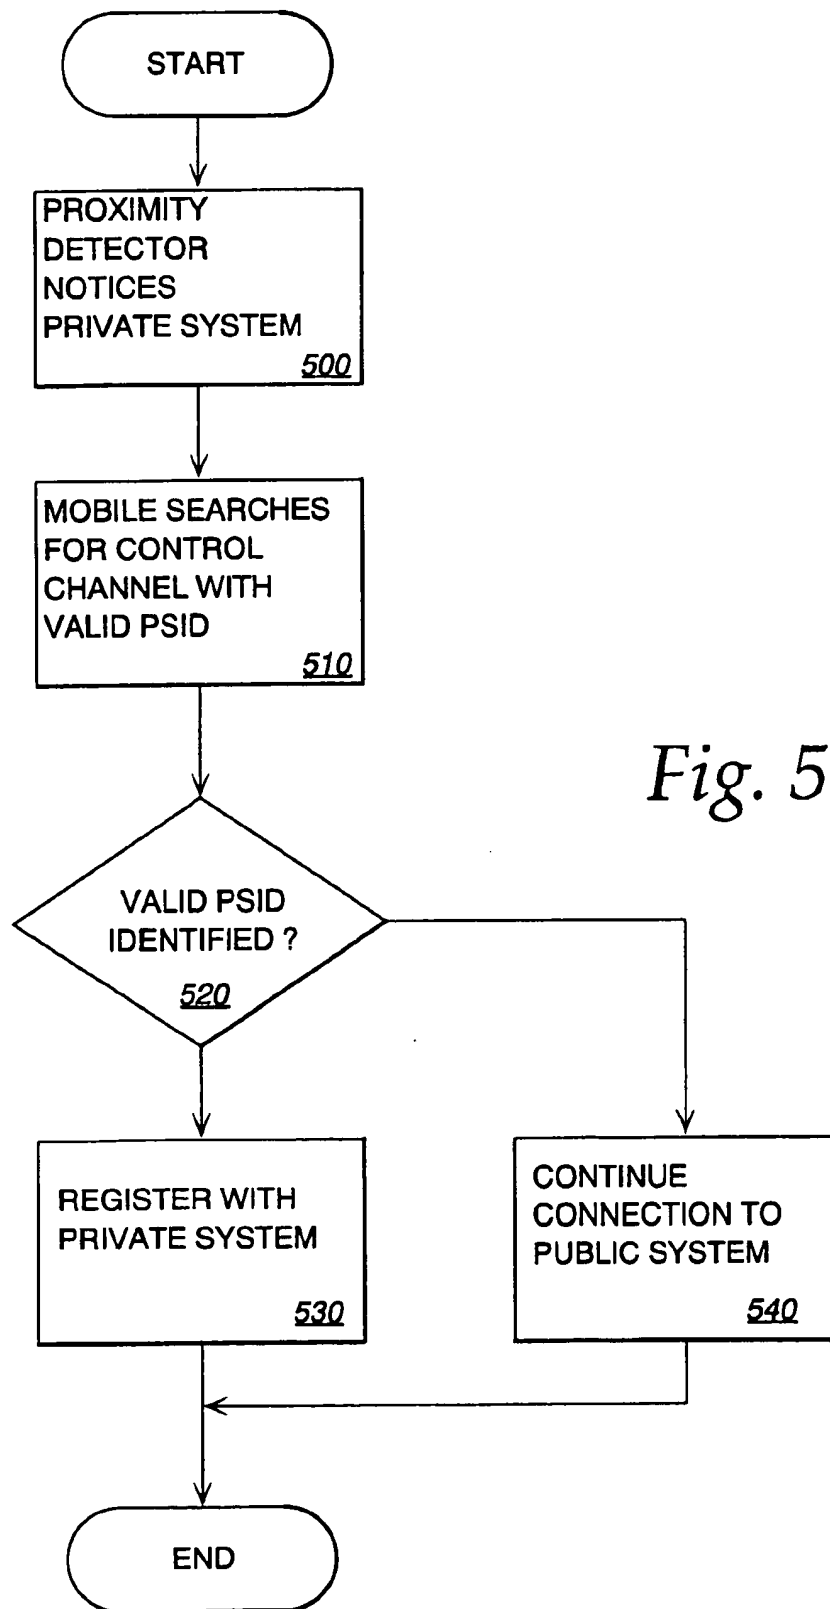 START
PROXIMITY
DETECTOR
NOTICES
PRIVATE SYSTEM
500
MOBILE SEARCHES
FOR CONTROL
CHANNEL WITH
VALID PSID
510
Fig. 5
VALID PSID
IDENTIFIED ?
520
REGISTER WITH
PRIVATE SYSTEM
530
CONTINUE
CONNECTION TO
PUBLIC SYSTEM
540
END